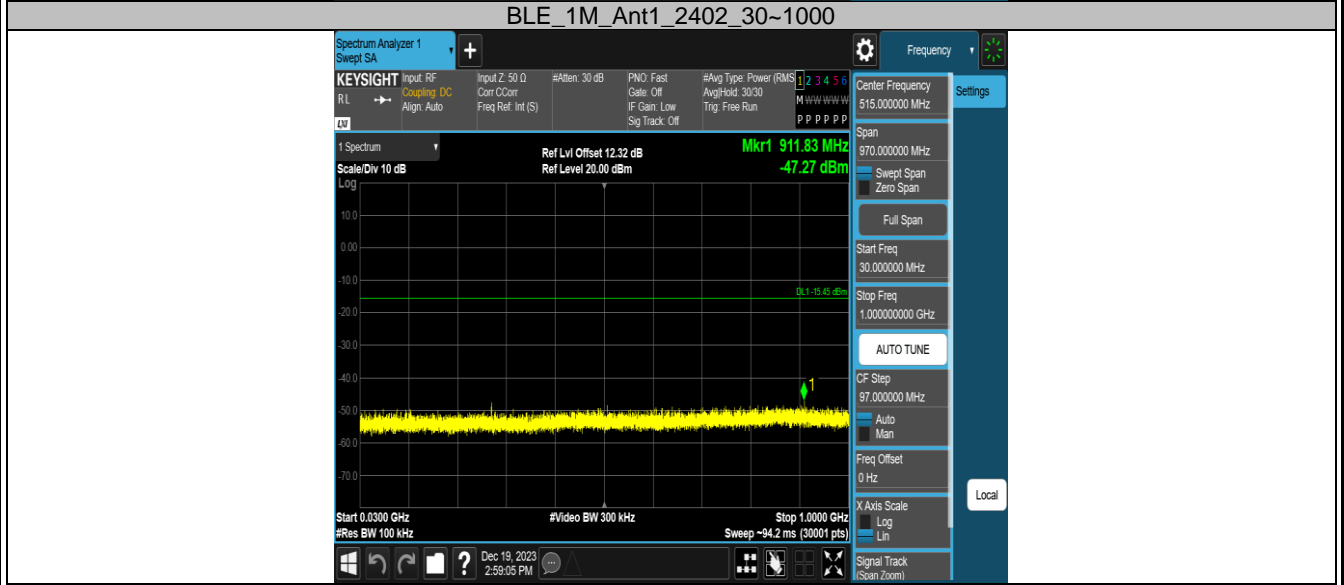 BLE_1M_Ant1_2402_30~1000
Spectrum Analyzer 1
Swept SA
+
Frequency
KEYSIGHT
RL
LXI
Input: RF
Coupling: DC
Align: Auto
Input Z: 50 Ω
Corr CCorr
Freq Ref: Int (S)
#Atten: 30 dB
PNO: Fast
Gate: Off
IF Gain: Low
Sig Track: Off
#Avg Type: Power (RMS
Avg|Hold: 30/30
Trig: Free Run
1 2 3 4 5 6
M W W W W W
P P P P P P
1 Spectrum
Scale/Div 10 dB
Log
Ref Lvl Offset 12.32 dB
Ref Level 20.00 dBm
Mkr1 911.83 MHz
-47.27 dBm
10.0
0.00
-10.0
DL1 -15.45 dBm
-20.0
-30.0
-40.0
1
-50.0
-60.0
-70.0
Start 0.0300 GHz
#Res BW 100 kHz
#Video BW 300 kHz
Stop 1.0000 GHz
Sweep ~94.2 ms (30001 pts)
Center Frequency
515.000000 MHz
Settings
Span
970.000000 MHz
Swept Span
Zero Span
Full Span
Start Freq
30.000000 MHz
Stop Freq
1.000000000 GHz
AUTO TUNE
CF Step
97.000000 MHz
Auto
Man
Freq Offset
0 Hz
X Axis Scale
Log
Lin
Local
Signal Track
(Span Zoom)
?
Dec 19, 2023
2:59:05 PM